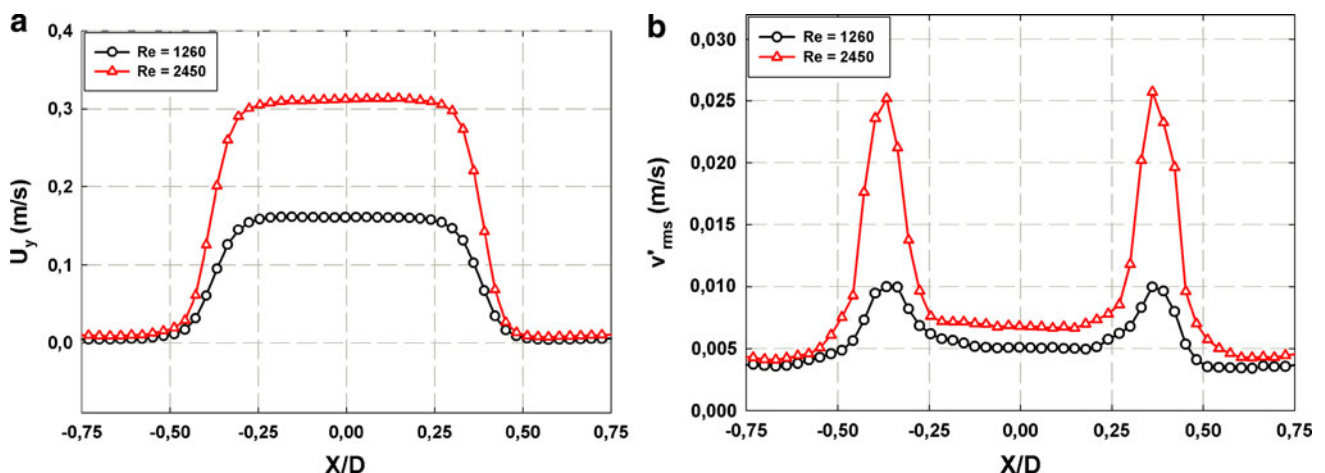 a
Re = 1260
Re = 2450
0,4
0,3
0,2
0,1
0,0
U_y (m/s)
-0,75 -0,50 -0,25 0,00 0,25 0,50 0,75
X/D
b
Re = 1260
Re = 2450
0,030
0,025
0,020
0,015
0,010
0,005
0,000
v'rms (m/s)
-0,75 -0,50 -0,25 0,00 0,25 0,50 0,75
X/D